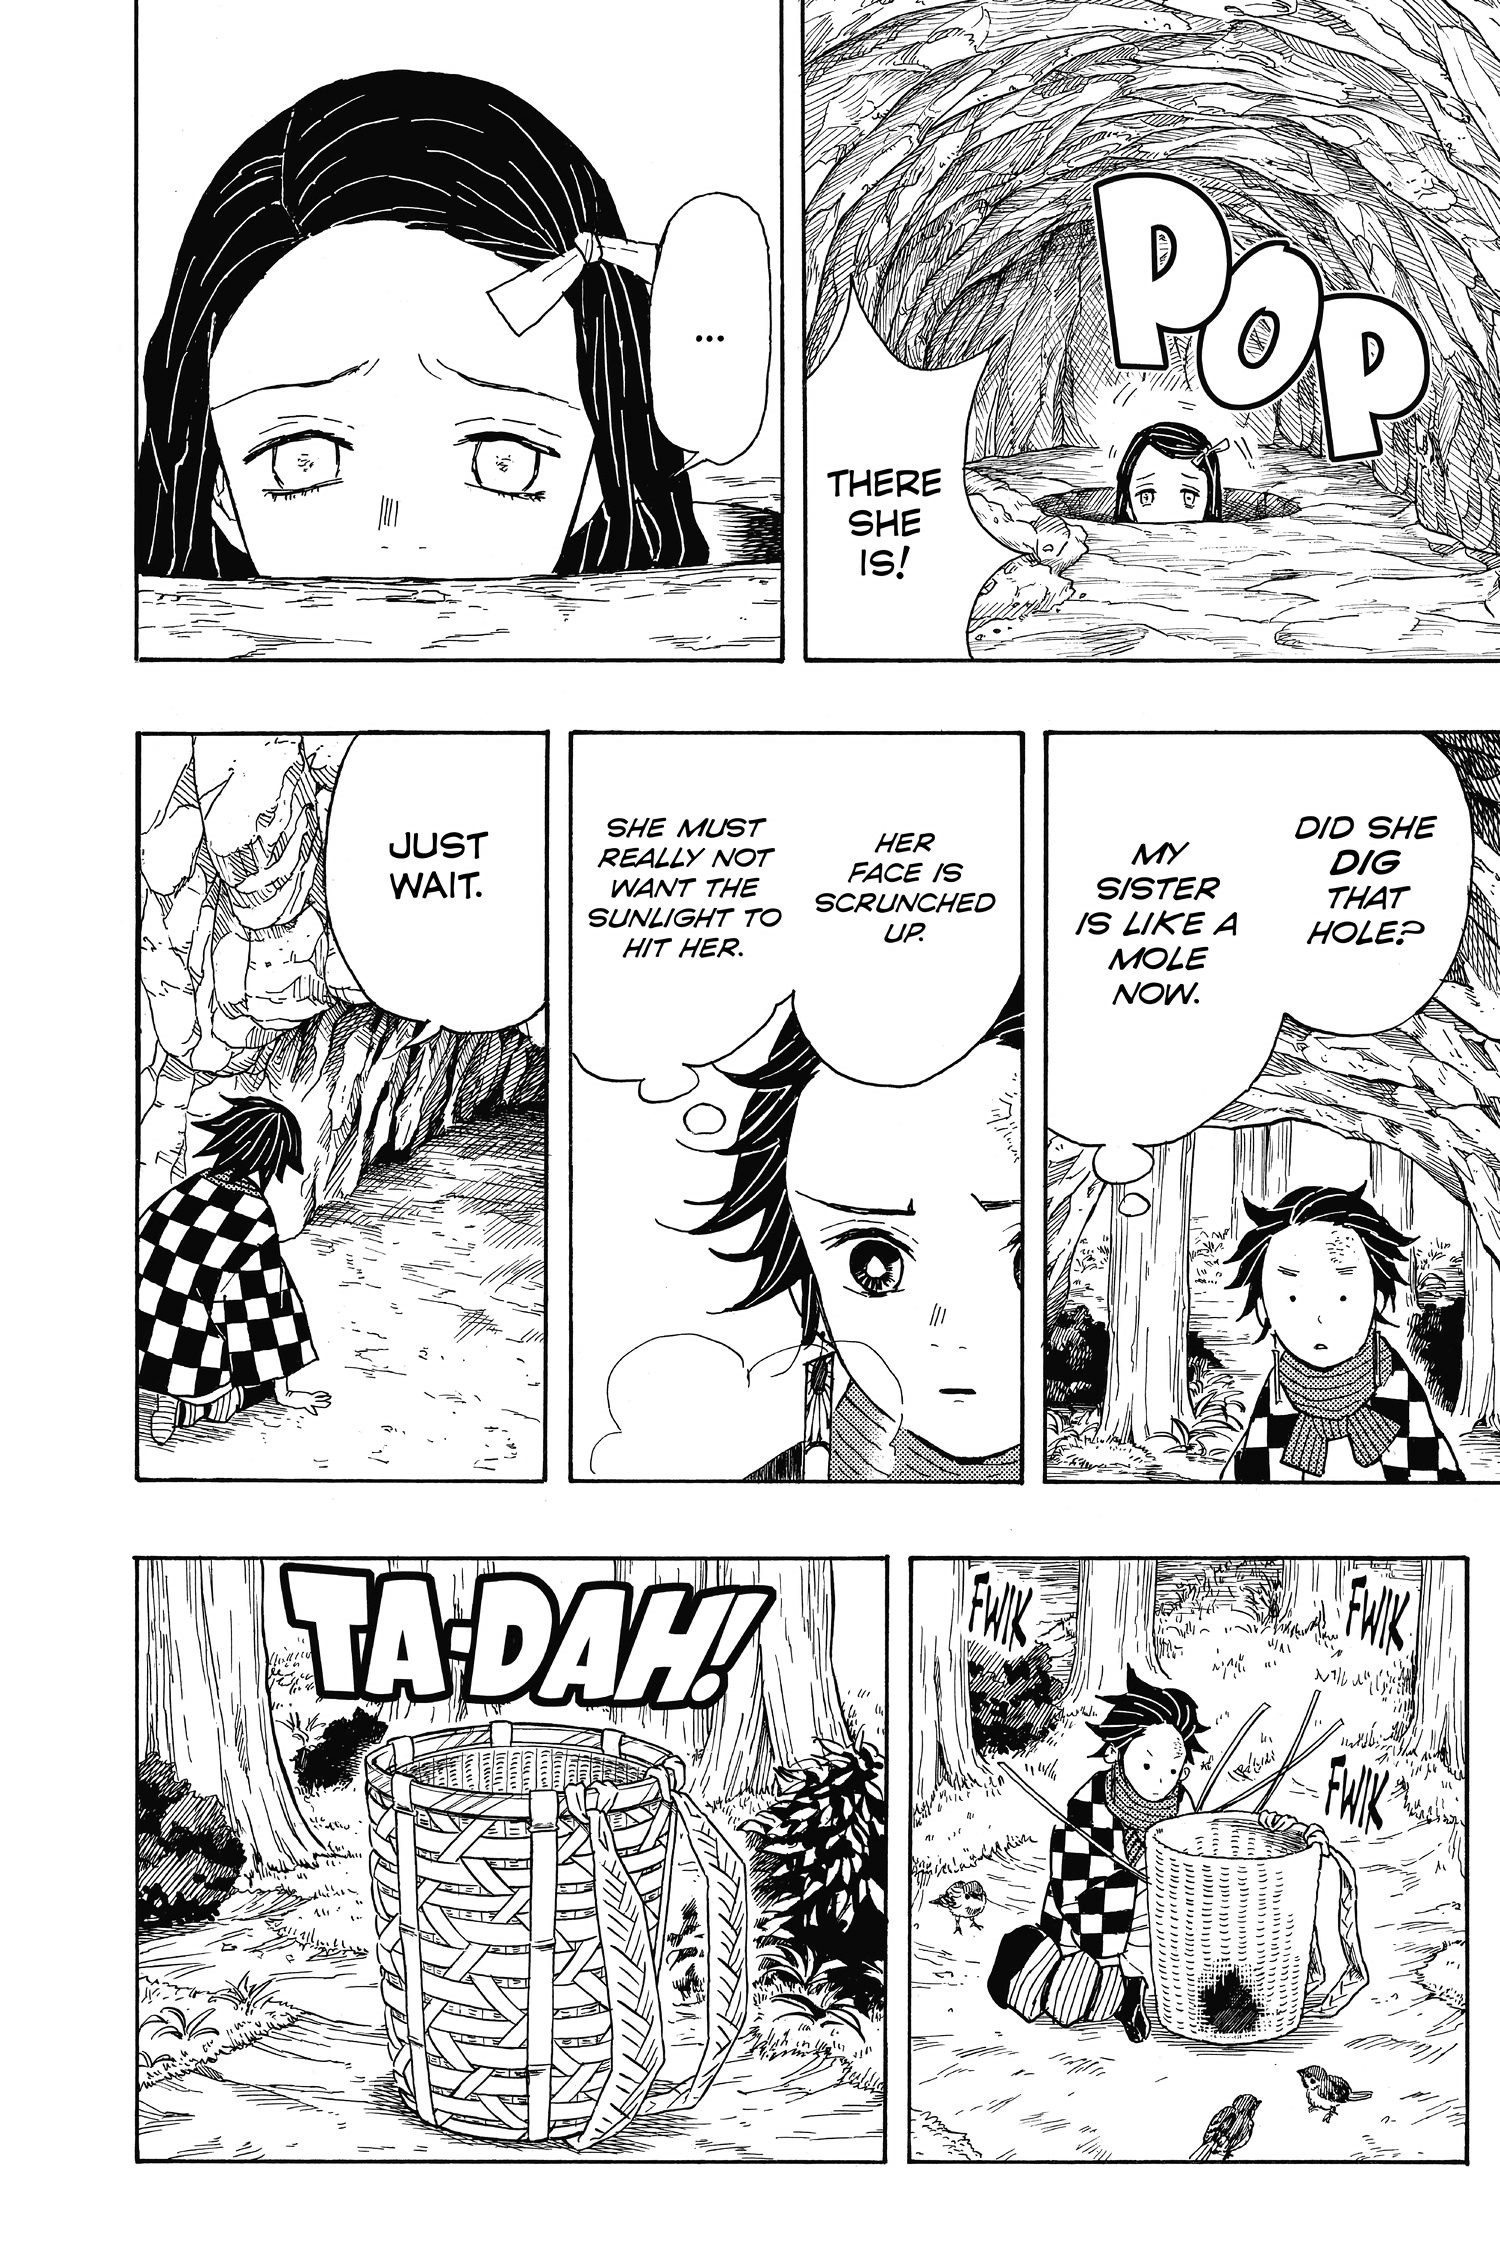 POP
THERE
SHE
IS!
...
DID SHE
DIG
THAT
HOLE?
MY
SISTER
IS LIKE A
MOLE
NOW.
HER
FACE IS
SCRUNCHED
UP.
SHE MUST
REALLY NOT
WANT THE
SUNLIGHT TO
HIT HER.
JUST
WAIT.
FWIK
FWIK
FWIK
TA-DAH!